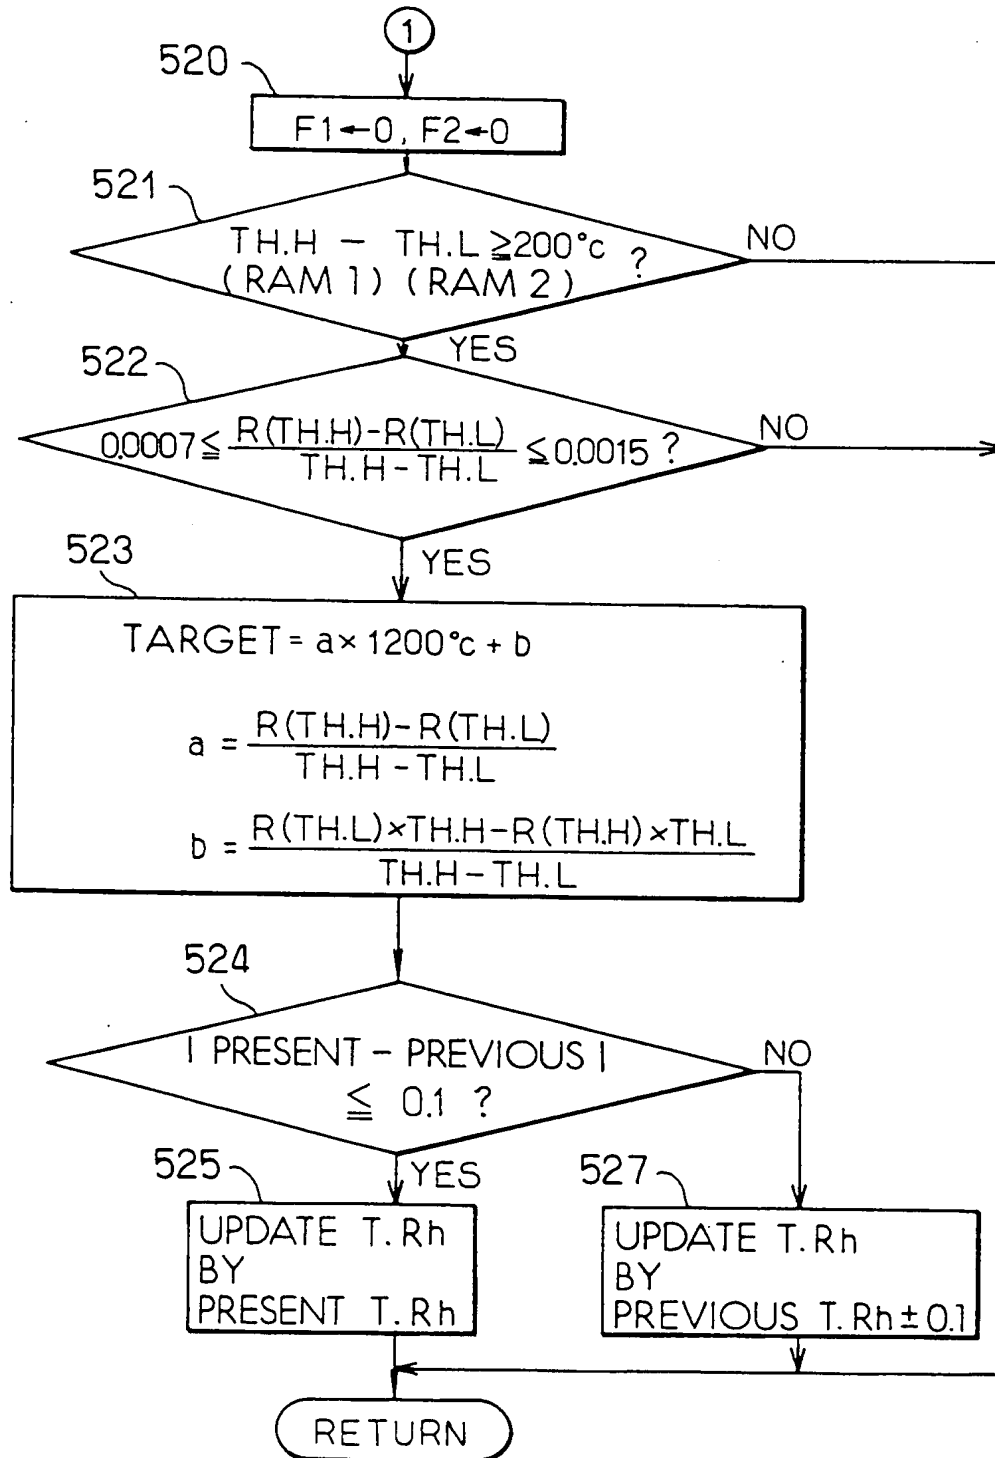 1
520
F1←0, F2←0
521
TH.H − TH.L ≧200°c
(RAM 1) (RAM 2) ?
NO
YES
522
0.0007≦ R(TH.H)-R(TH.L) / TH.H-TH.L ≦0.0015 ?
NO
YES
523
TARGET = a× 1200°c + b
a = R(TH.H)-R(TH.L) / TH.H-TH.L
b = R(TH.L)×TH.H-R(TH.H)×TH.L / TH.H-TH.L
524
| PRESENT − PREVIOUS |
≦ 0.1 ?
NO
YES
525
UPDATE T.Rh
BY
PRESENT T.Rh
527
UPDATE T.Rh
BY
PREVIOUS T.Rh±0.1
RETURN